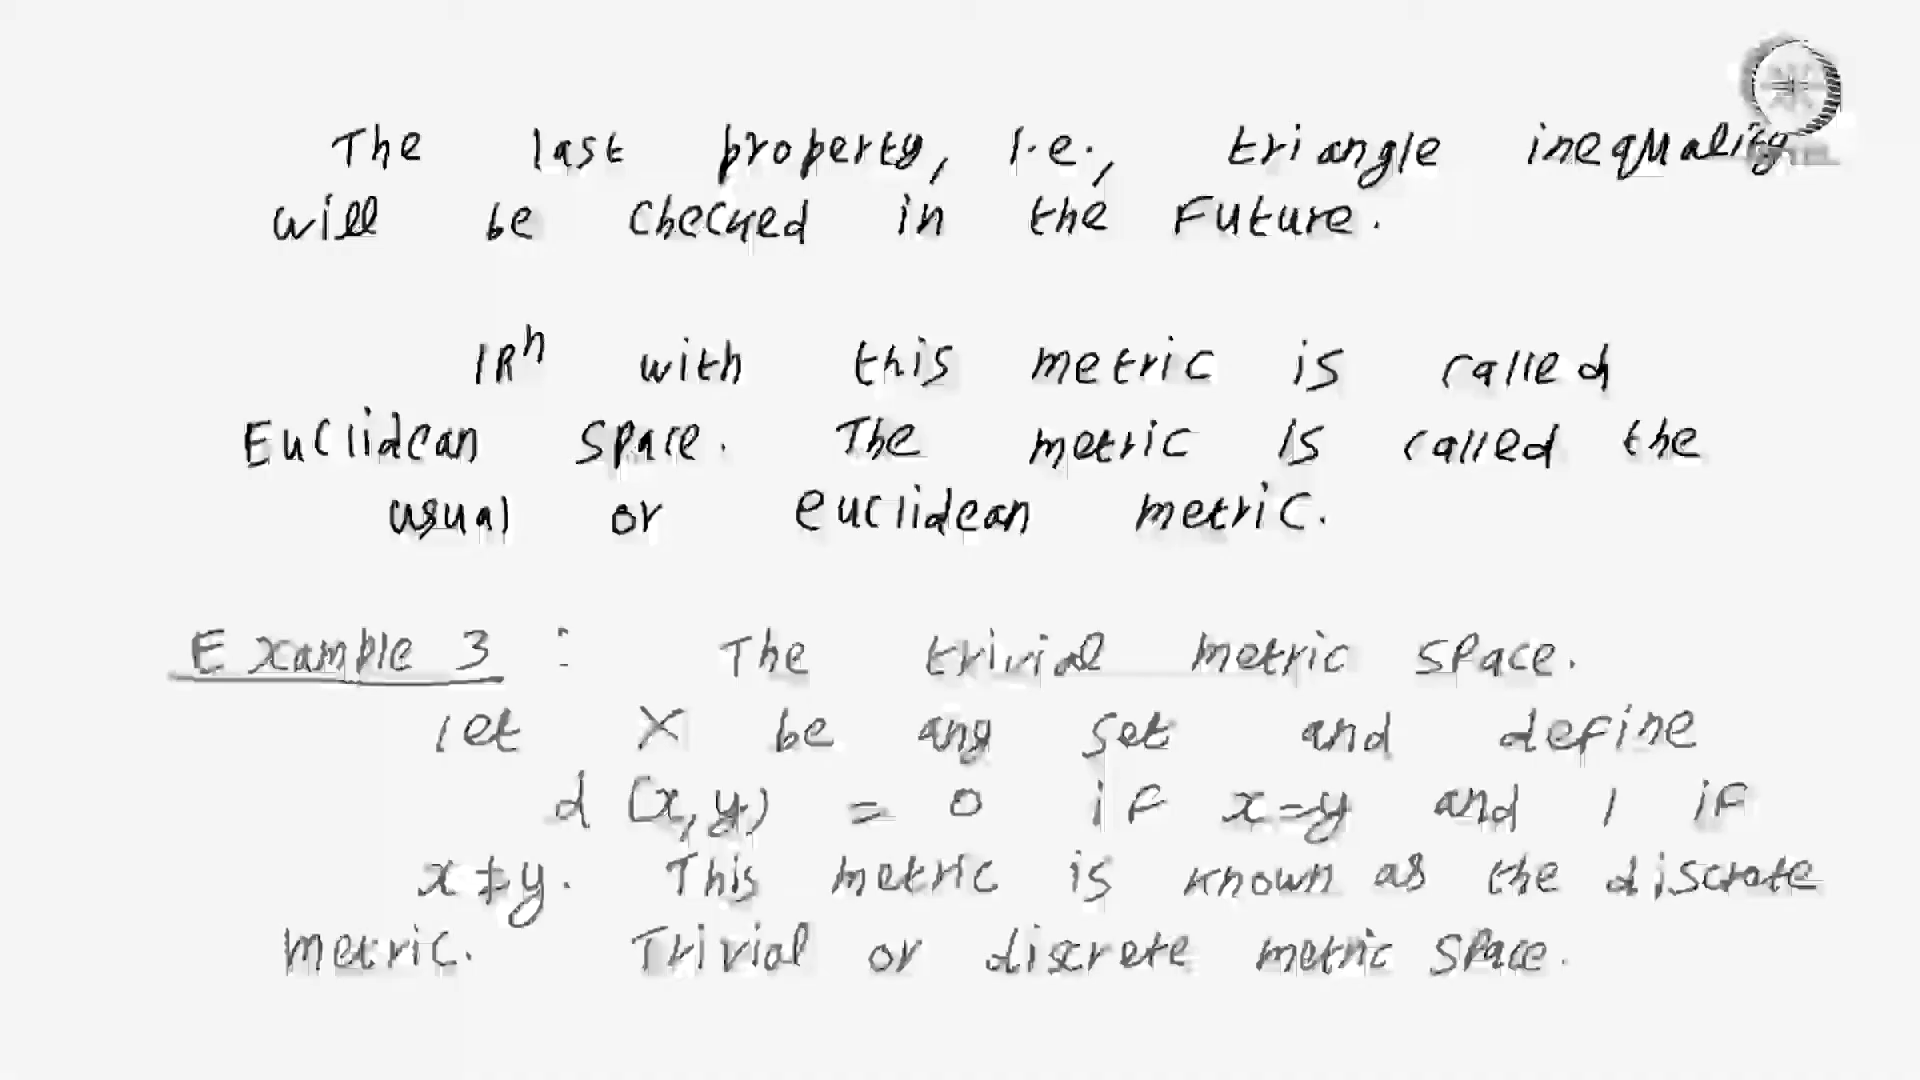 The last property, i.e., triangle inequality
will be checked in the future.
ℝⁿ with this metric is called
Euclidean space. The metric is called the
usual or euclidean metric.
Example 3 : The trivial metric space.
Let X be any set and define
d (x, y) = 0 if x=y and 1 if
x≠y. This metric is known as the discrete
metric. Trivial or discrete metric space.